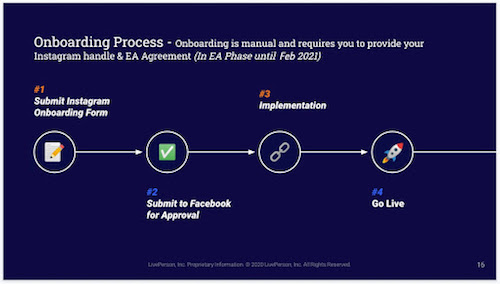 Onboarding Process - Onboarding is manual and requires you to provide your
Instagram handle & EA Agreement (In EA Phase until Feb 2021)
#1
Submit Instagram
Onboarding Form
#3
Implementation
#2
Submit to Facebook
for Approval
#4
Go Live
LivePerson, Inc. Proprietary Information. © 2020 LivePerson, Inc. All Rights Reserved.
16